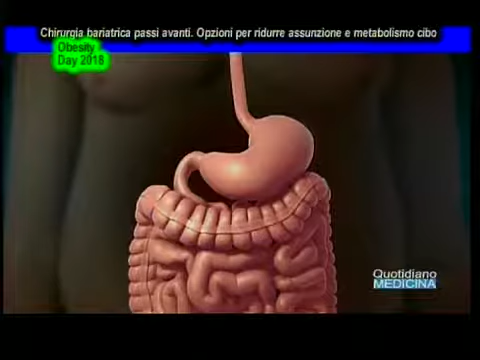 Chirurgia bariatrica passi avanti. Opzioni per ridurre assunzione e metabolismo cibo
Obesity
Day 2018
Quotidiano
MEDICINA